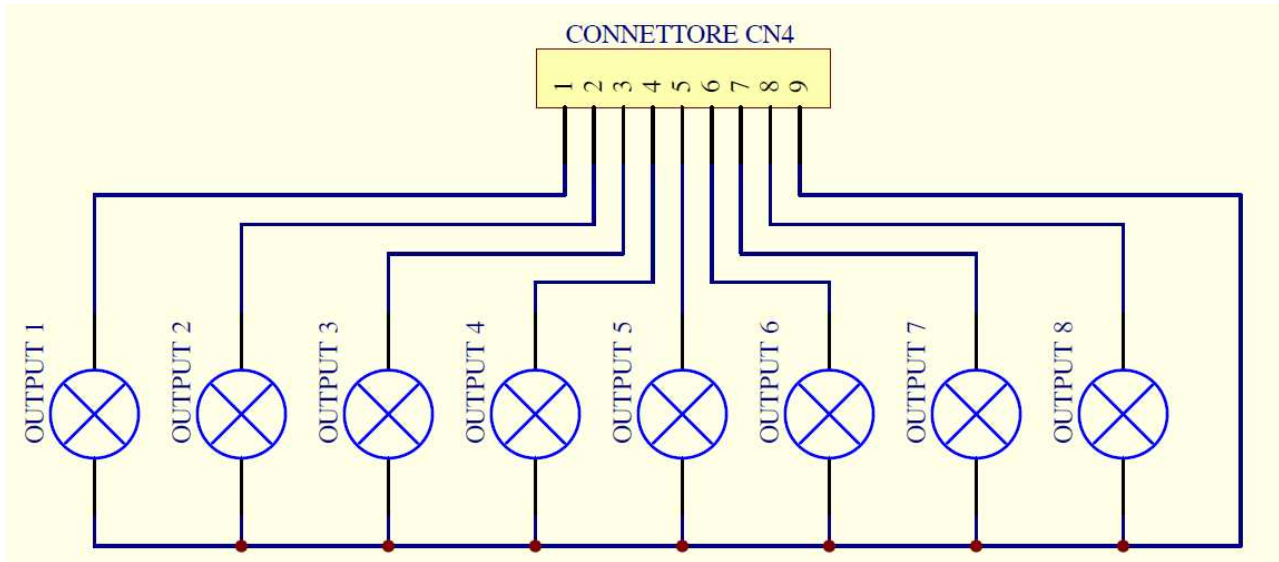 CONNETTORE CN4
1 2 3 4 5 6 7 8 9
OUTPUT 1
OUTPUT 2
OUTPUT 3
OUTPUT 4
OUTPUT 5
OUTPUT 6
OUTPUT 7
OUTPUT 8